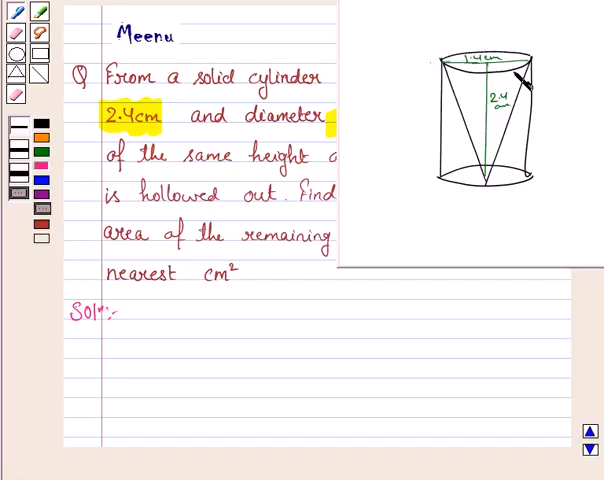 Meenu
Q From a solid cylinder
2.4cm and diameter
of the same height
is hollowed out. Find
area of the remaining
nearest cm²
Solⁿ:-
1.4cm
2.4
cm